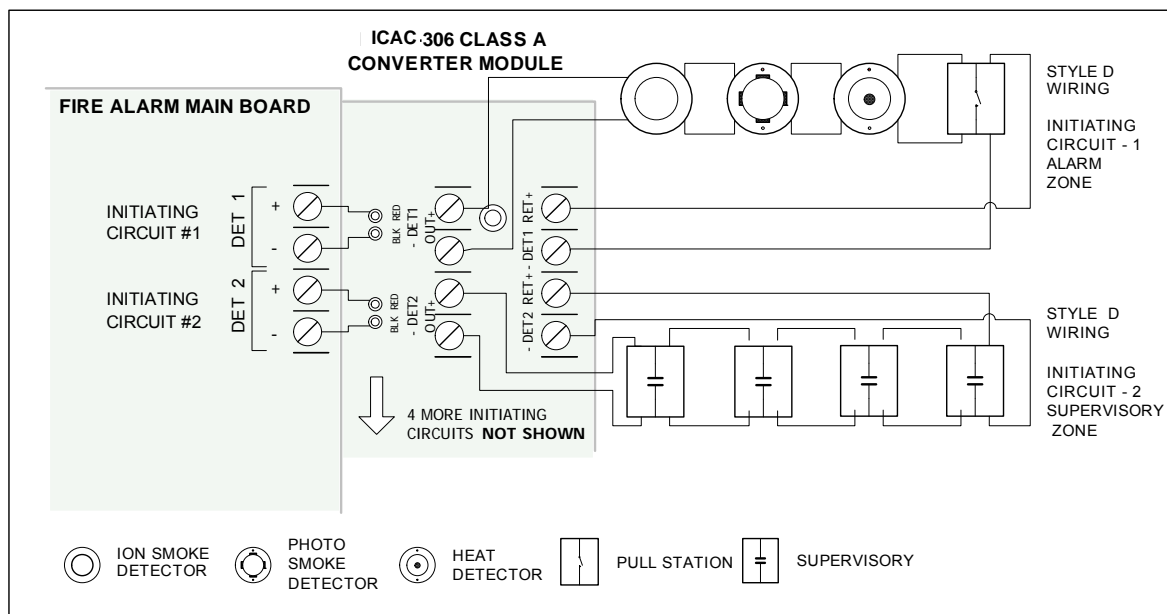 ICAC-306 CLASS A
CONVERTER MODULE
FIRE ALARM MAIN BOARD
STYLE D
WIRING
INITIATING
CIRCUIT - 1
ALARM
ZONE
INITIATING
CIRCUIT #1
DET 1
+
-
BLK RED
- DET1
OUT+
- DET1 RET+
INITIATING
CIRCUIT #2
DET 2
+
-
BLK RED
- DET2
OUT+
- DET2 RET+
STYLE D
WIRING
INITIATING
CIRCUIT - 2
SUPERVISORY
ZONE
4 MORE INITIATING
CIRCUITS NOT SHOWN
ION SMOKE
DETECTOR
PHOTO
SMOKE
DETECTOR
HEAT
DETECTOR
PULL STATION
SUPERVISORY